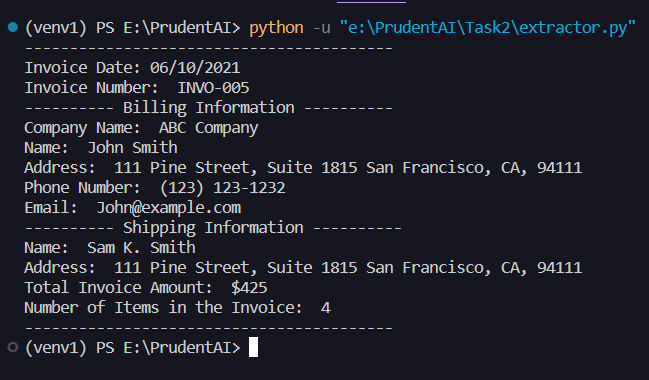 (venv1) PS E:\PrudentAI> python -u "e:\PrudentAI\Task2\extractor.py"
-----------------------------------------
Invoice Date: 06/10/2021
Invoice Number:  INVO-005
---------- Billing Information ----------
Company Name:  ABC Company
Name:  John Smith
Address:  111 Pine Street, Suite 1815 San Francisco, CA, 94111
Phone Number:  (123) 123-1232
Email:  John@example.com
---------- Shipping Information ----------
Name:  Sam K. Smith
Address:  111 Pine Street, Suite 1815 San Francisco, CA, 94111
Total Invoice Amount:  $425
Number of Items in the Invoice:  4
-----------------------------------------
(venv1) PS E:\PrudentAI>